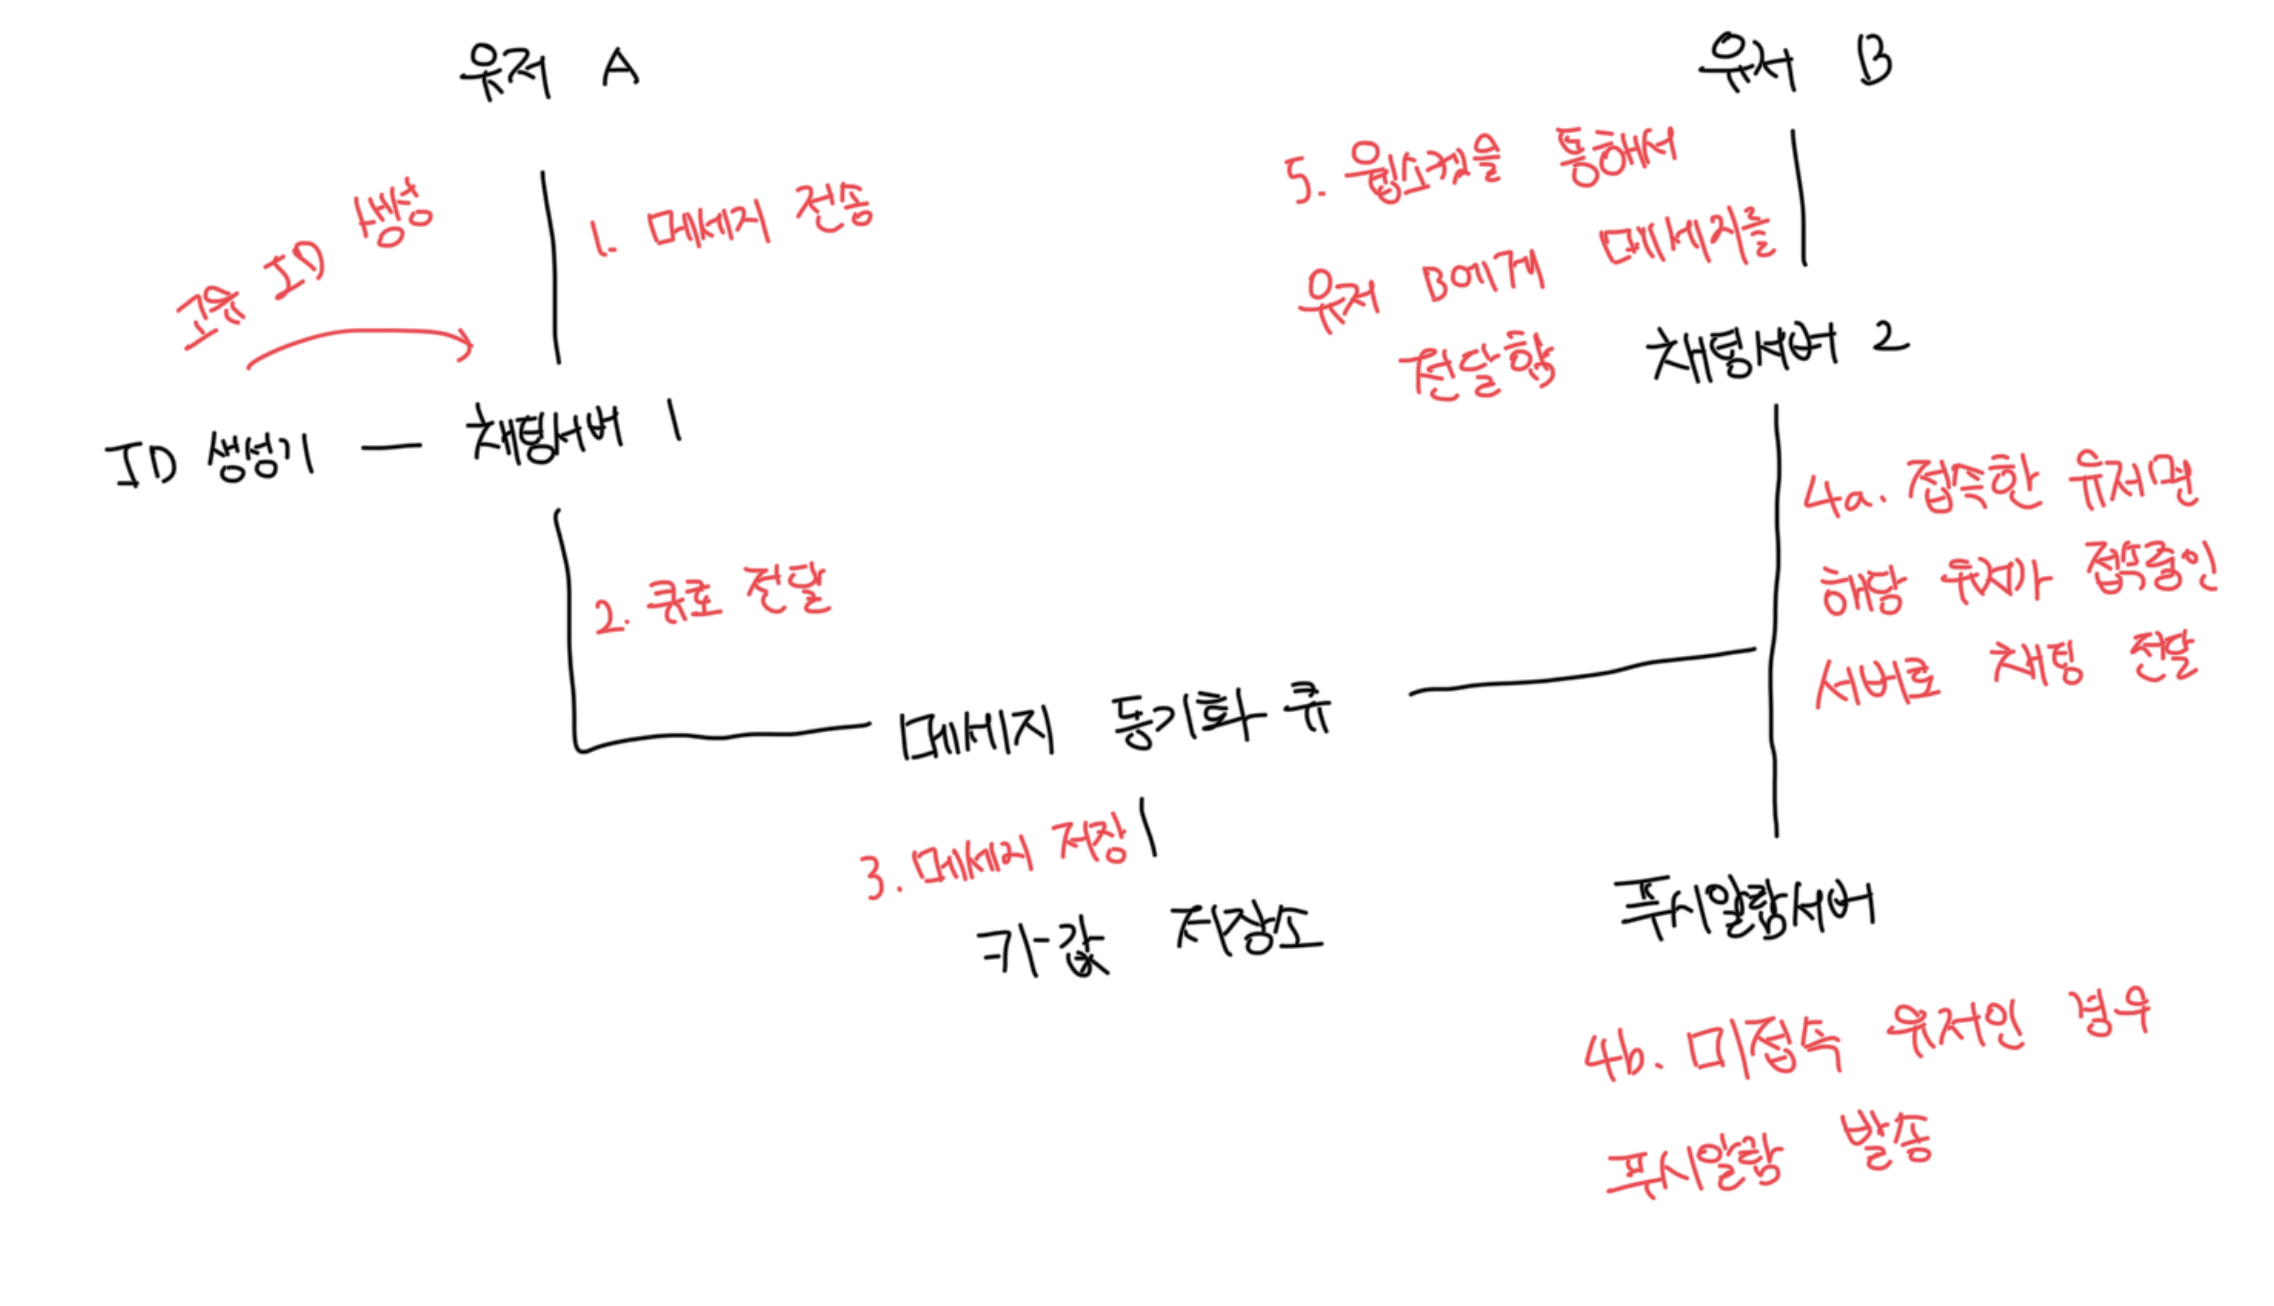 유저 A
유저 B
1. 메세지 전송
고유 ID 생성
5. 웹소켓을 통해서
유저 B에게 메세지를
전달함
ID 생성기
채팅서버 1
채팅서버 2
2. 큐로 전달
4a. 접속한 유저면
해당 유저가 접속중인
서버로 채팅 전달
메세지 동기화 큐
3. 메세지 저장
키-값 저장소
푸시알람서버
4b. 미접속 유저인 경우
푸시알람 발송